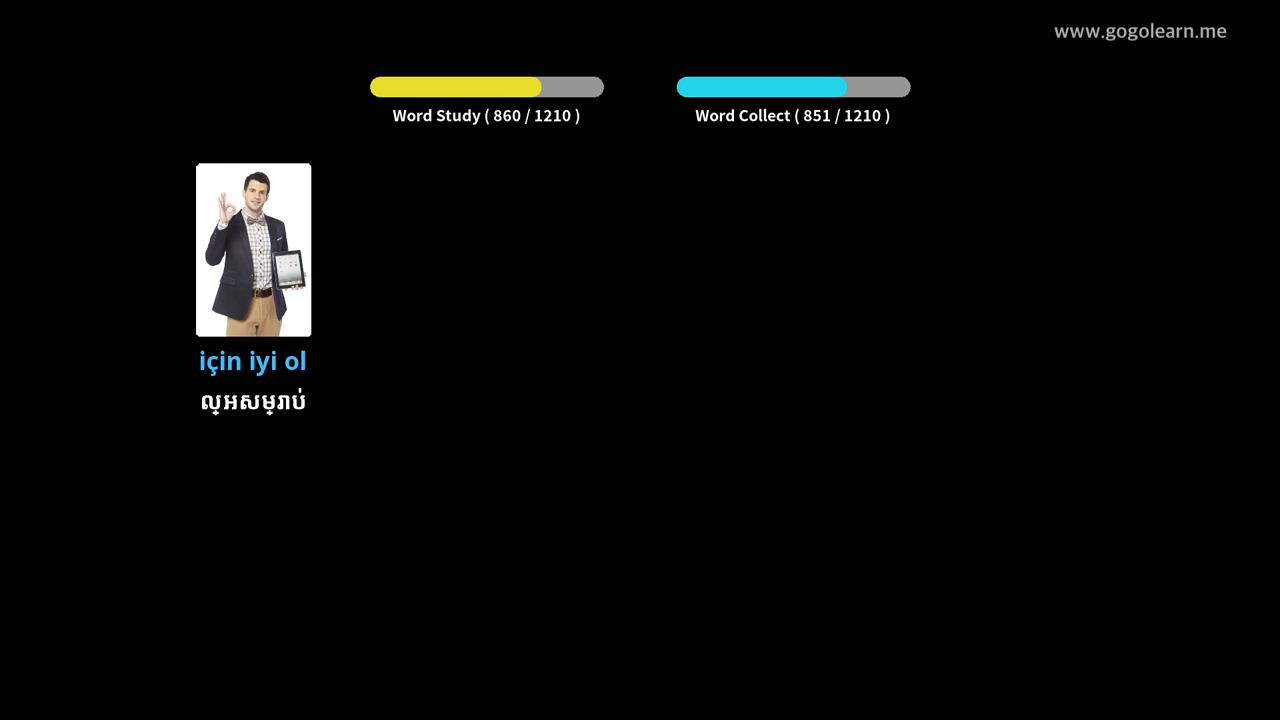 www.gogolearn.me
Word Study ( 860 / 1210 )
Word Collect ( 851 / 1210 )
için iyi ol
ល្អសម្រាប់